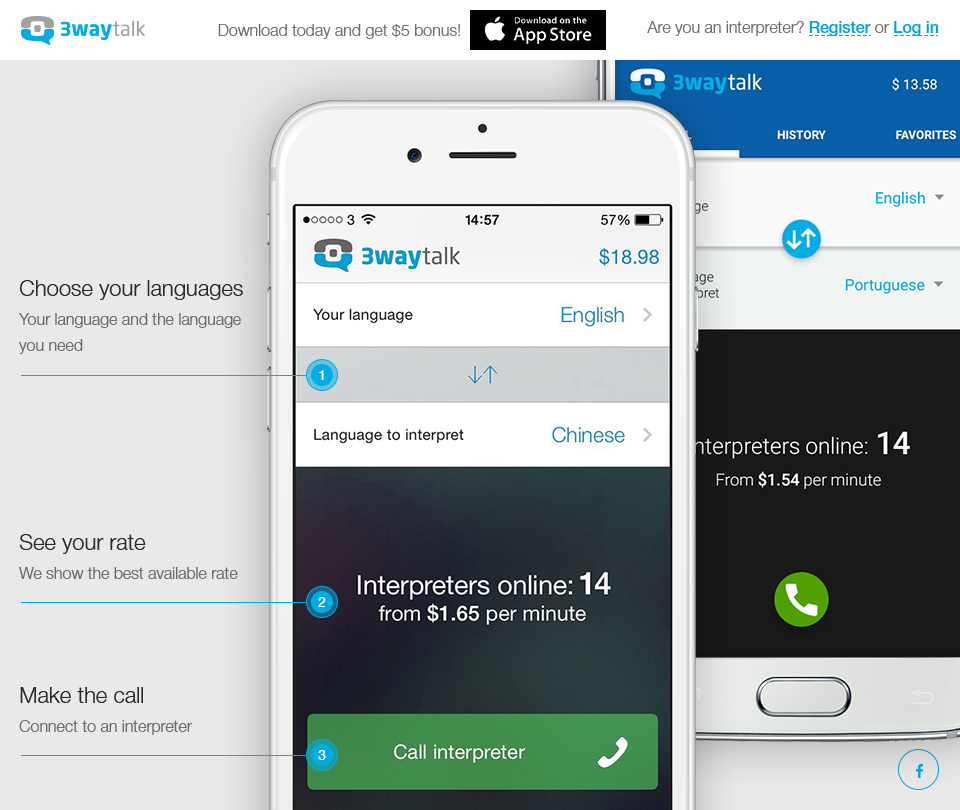 3waytalk
Download today and get $5 bonus!
Download on the
App Store
Are you an interpreter? Register or Log in
3waytalk
$ 13.58
HISTORY
FAVORITES
English
Portuguese
Interpreters online: 14
From $1.54 per minute
3 14:57 57%
3waytalk $18.98
Your language English
1
Language to interpret Chinese
Interpreters online: 14
2
from $1.65 per minute
3
Call interpreter
Choose your languages
Your language and the language
you need
See your rate
We show the best available rate
Make the call
Connect to an interpreter
f